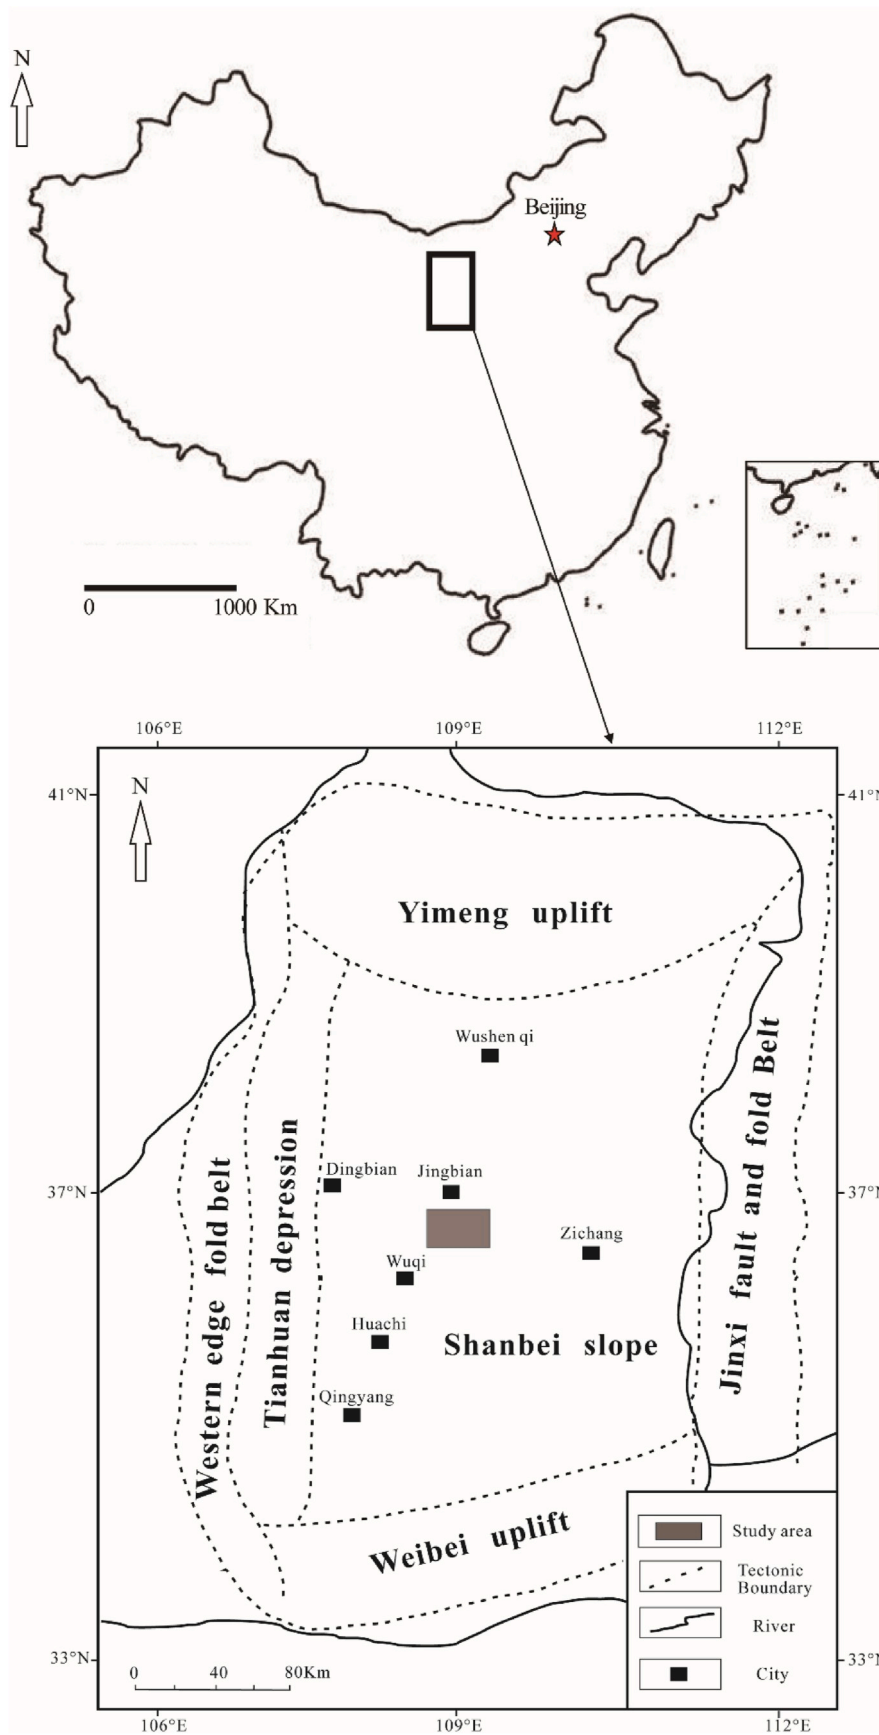 N
Beijing
0 1000 Km
106°E 109°E 112°E
41°N 41°N
N
Yimeng uplift
Wushen qi
Dingbian Jingbian
37°N 37°N
Zichang
Wuqi
Huachi
Shanbei slope
Qingyang
Western edge fold belt
Tianhuan depression
Jinxi fault and fold Belt
Weibei uplift
Study area
Tectonic
Boundary
River
City
33°N 33°N
0 40 80Km
106°E 109°E 112°E